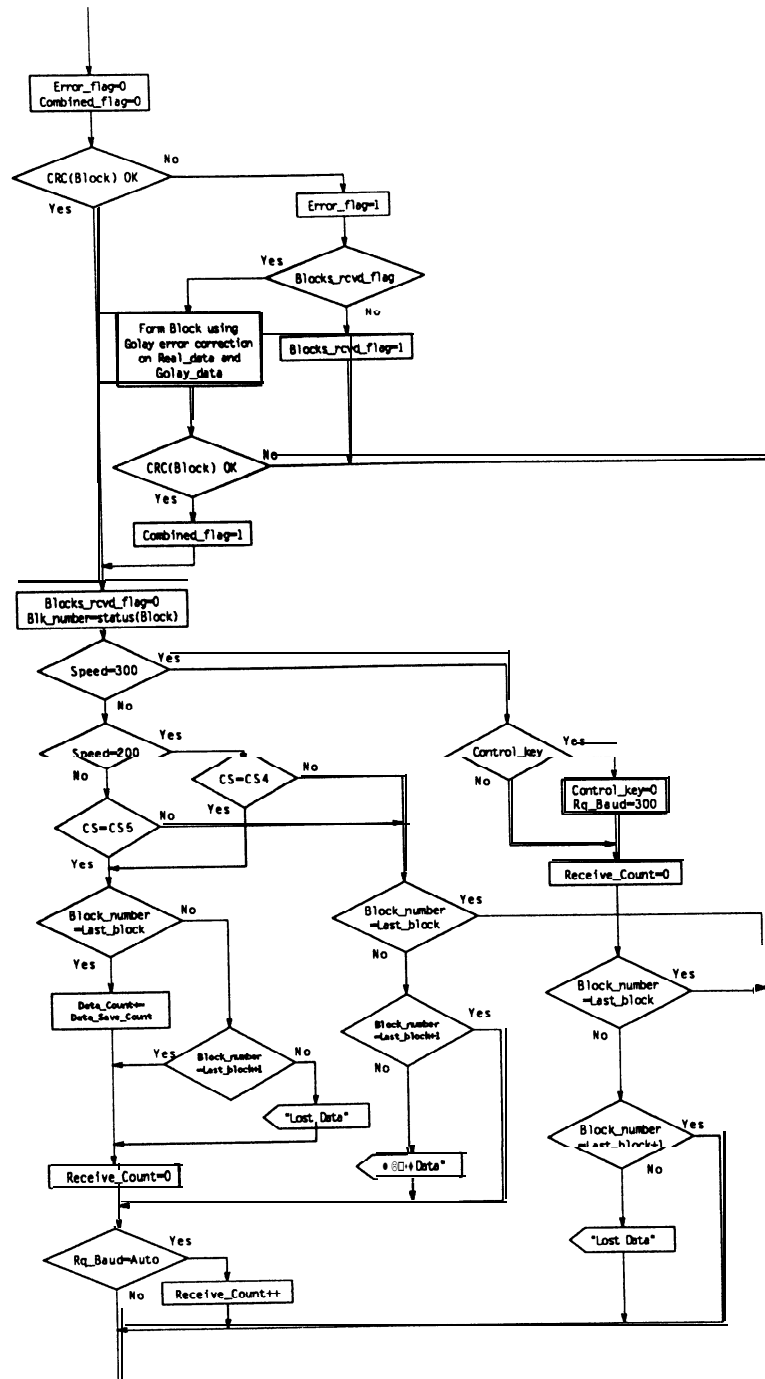 Error_flag=0
Combined_flag=0
No
CRC(Block) OK
Yes
Error_flag=1
Yes
Blocks_rcvd_flag
No
Form Block using
Golay error correction
on Real_data and
Golay_data
Blocks_rcvd_flag=1
No
CRC(Block) OK
Yes
Combined_flag=1
Blocks_rcvd_flag=0
Blk_number=status(Block)
Yes
Speed=300
No
Yes
Speed=200
No
No
CS=CS4
Yes
Yes
Control_key
No
Control_key=0
Rq_Baud=300
No
CS=CS5
Yes
Receive_Count=0
Block_number
=Last_block
No
Yes
Yes
Block_number
=Last_block
No
Yes
Block_number
=Last_block
No
Data_Count+=
Data_Save_Count
Yes
Block_number
=Last_block+1
No
Yes
Block_number
=Last_block+1
No
"Lost Data"
Block_number
=Last_block+1
Yes
No
Data"
Receive_Count=0
"Lost Data"
Yes
Rq_Baud=Auto
No
Receive_Count++